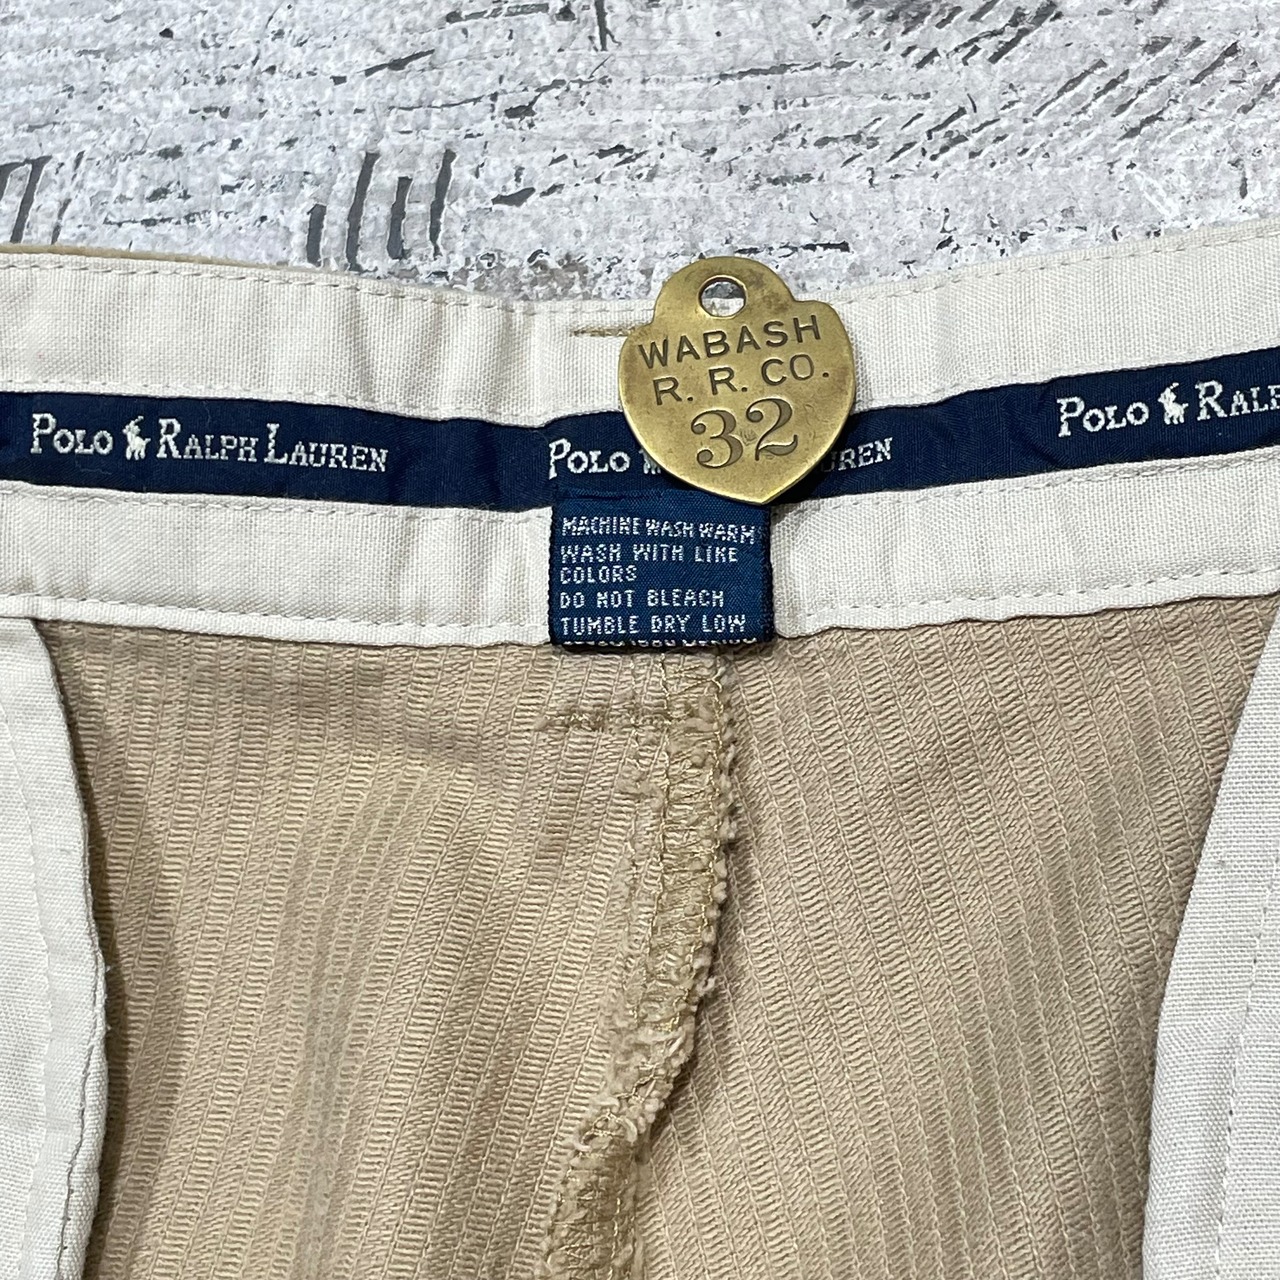 WABASH
R. R. CO.
32
POLO RALPH LAUREN
POLO
UREN
POLO RALF
MACHINE WASH WARM
WASH WITH LIKE
COLORS
DO NOT BLEACH
TUMBLE DRY LOW